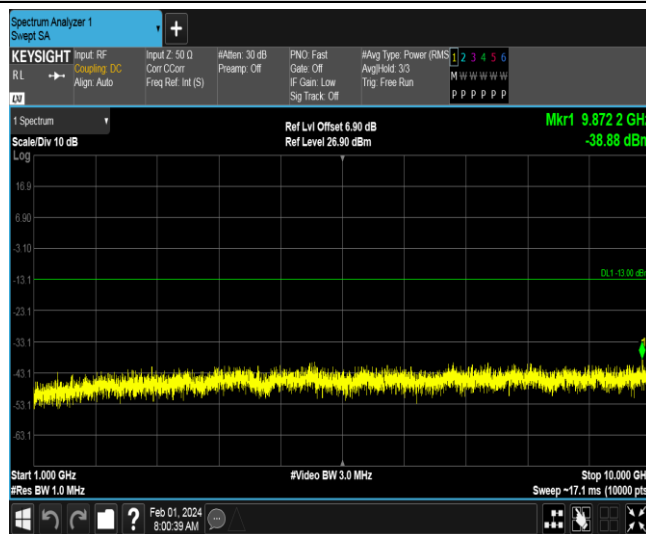 Spectrum Analyzer 1
Swept SA
+
KEYSIGHT
RL
LXI
Input: RF
Coupling: DC
Align: Auto
Input Z: 50 Ω
Corr CCorr
Freq Ref: Int (S)
#Atten: 30 dB
Preamp: Off
PNO: Fast
Gate: Off
IF Gain: Low
Sig Track: Off
#Avg Type: Power (RMS
Avg|Hold: 3/3
Trig: Free Run
1 2 3 4 5 6
M W W W W W
P P P P P P
1 Spectrum
Scale/Div 10 dB
Log
Ref Lvl Offset 6.90 dB
Ref Level 26.90 dBm
Mkr1 9.872 2 GHz
-38.88 dBm
16.9
6.90
-3.10
-13.1
-23.1
-33.1
-43.1
-53.1
-63.1
DL1 -13.00 dBm
1
Start 1.000 GHz
#Res BW 1.0 MHz
#Video BW 3.0 MHz
Stop 10.000 GH
Sweep ~17.1 ms (10000 pts
?
Feb 01, 2024
8:00:39 AM